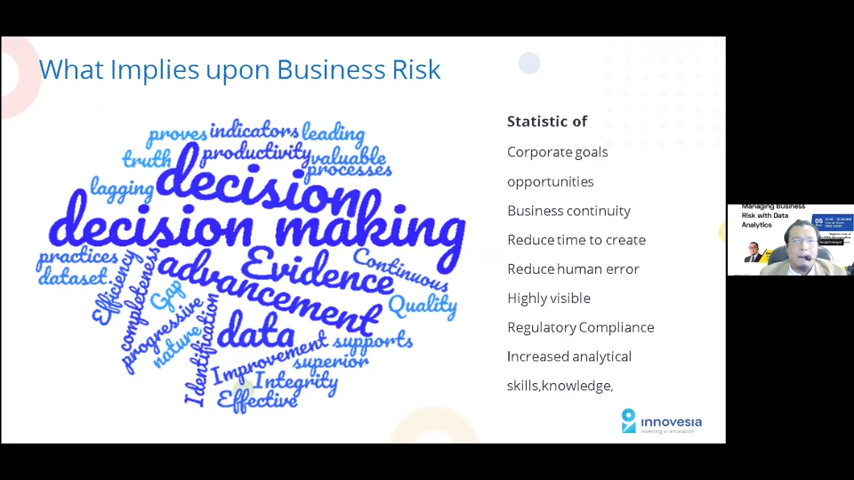 What Implies upon Business Risk
proves indicators leading
truth productivity valuable
processes
lagging decision
decision making
practices Evidence Continuous
dataset advancement Quality
Efficiency
completeness
Gap
progressive
nature
Identification
data
Improvement supports
superior
Integrity
Effective
Statistic of
Corporate goals
opportunities
Business continuity
Reduce time to create
Reduce human error
Highly visible
Regulatory Compliance
Increased analytical
skills,knowledge,
innovesia
Managing Business
Risk with Data
Analytics